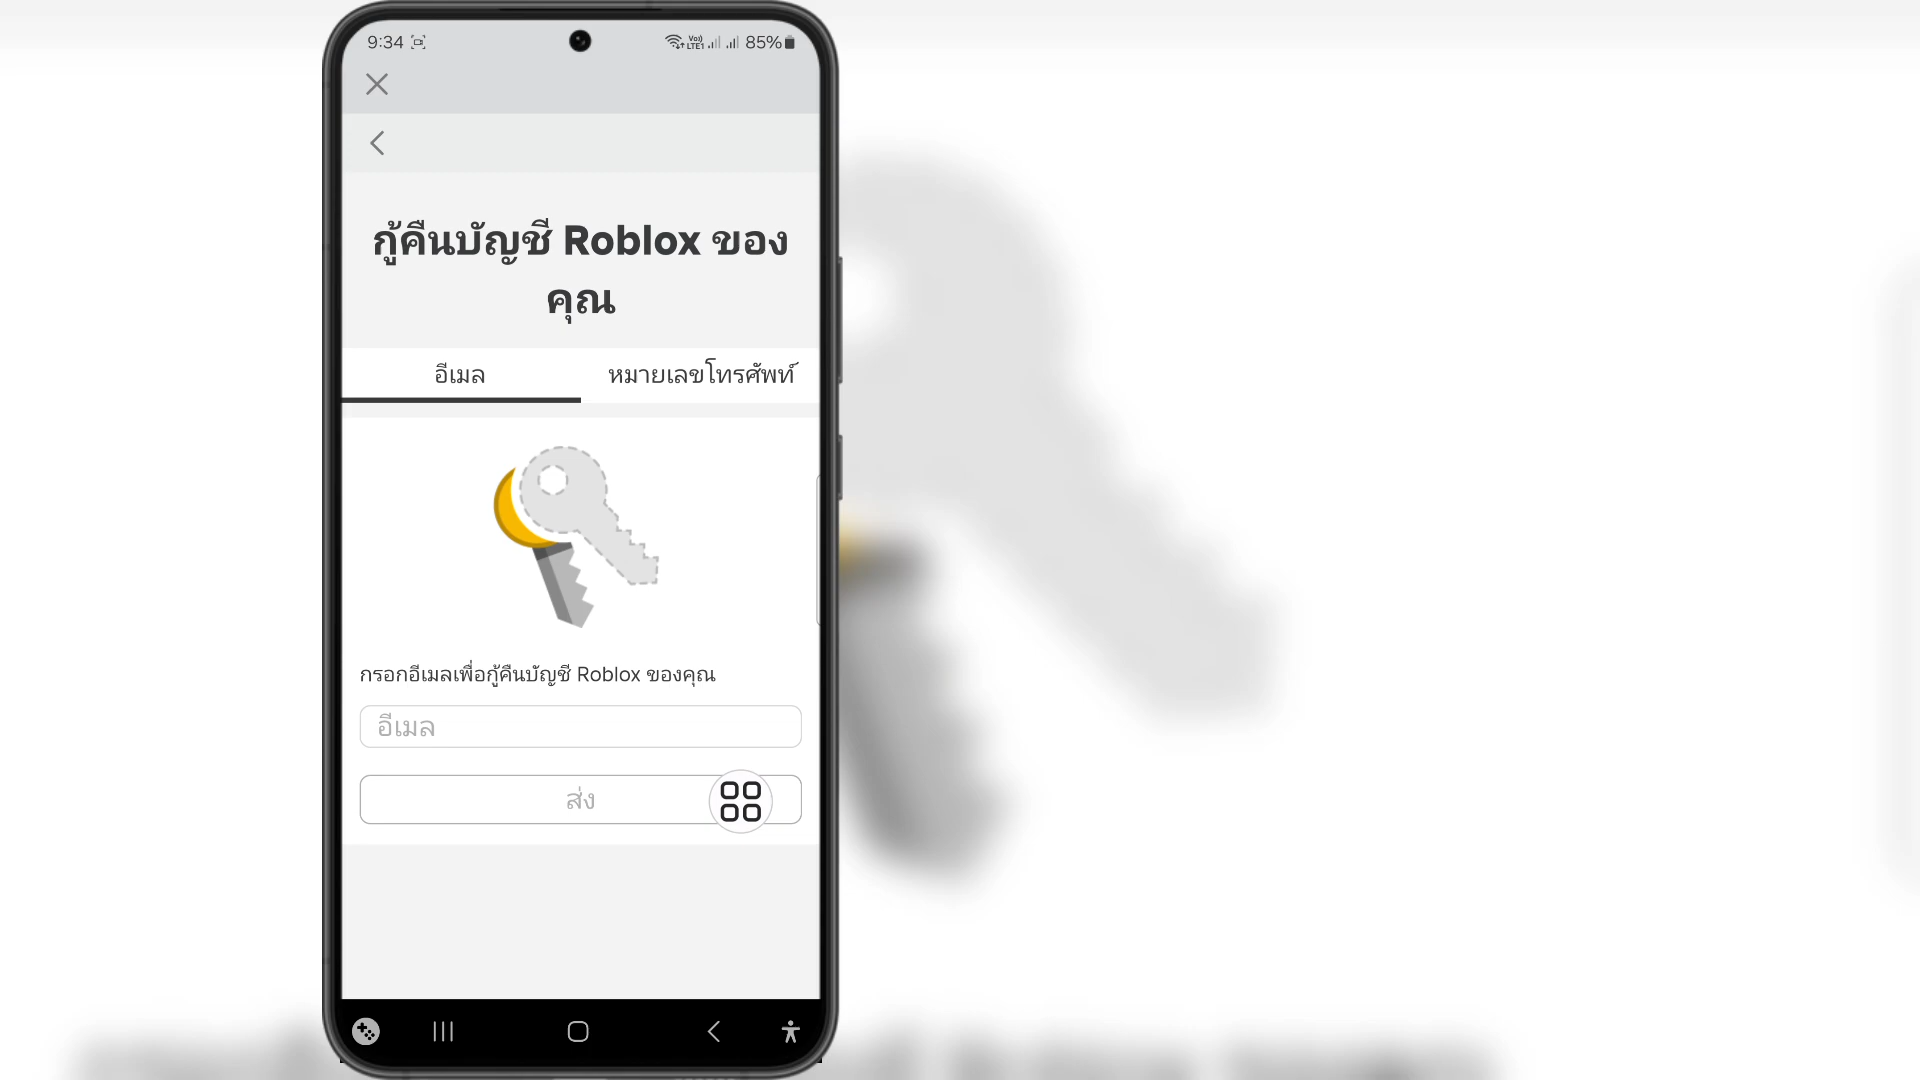 9:34
Vo)) LTE1 85%
กู้คืนบัญชี Roblox ของ
คุณ
อีเมล หมายเลขโทรศัพท์
กรอกอีเมลเพื่อกู้คืนบัญชี Roblox ของคุณ
อีเมล
ส่ง